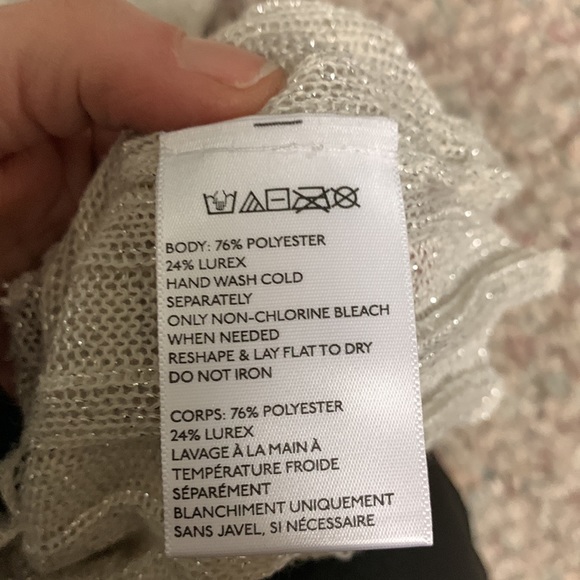 BODY: 76% POLYESTER
24% LUREX
HAND WASH COLD
SEPARATELY
ONLY NON-CHLORINE BLEACH
WHEN NEEDED
RESHAPE & LAY FLAT TO DRY
DO NOT IRON
CORPS: 76% POLYESTER
24% LUREX
LAVAGE À LA MAIN À
TEMPÉRATURE FROIDE
SÉPARÉMENT
BLANCHIMENT UNIQUEMENT
SANS JAVEL, SI NÉCESSAIRE